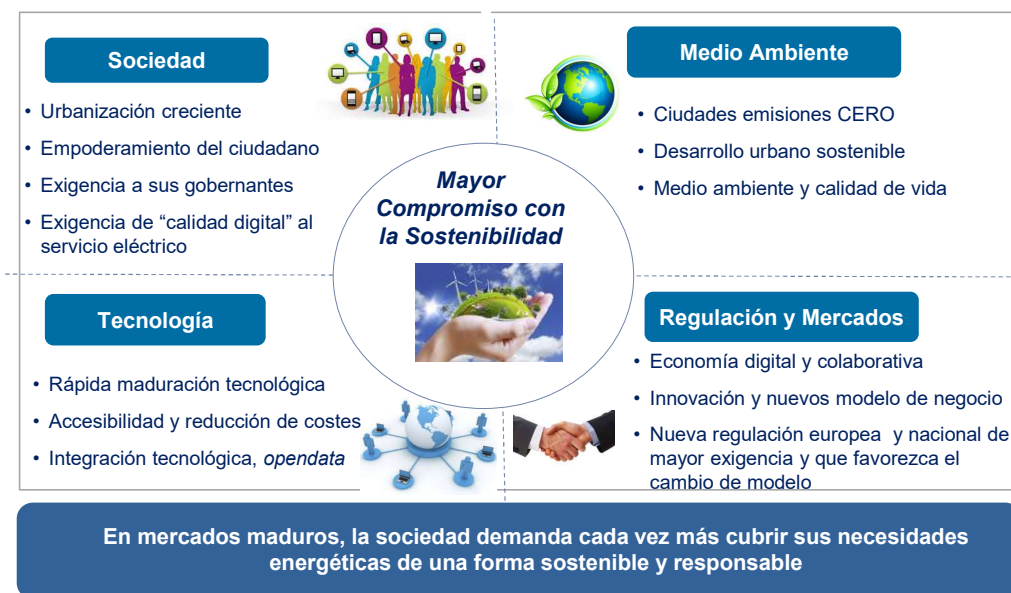 Sociedad
• Urbanización creciente
• Empoderamiento del ciudadano
• Exigencia a sus gobernantes
• Exigencia de “calidad digital” al
servicio eléctrico
Medio Ambiente
• Ciudades emisiones CERO
• Desarrollo urbano sostenible
• Medio ambiente y calidad de vida
Mayor
Compromiso con
la Sostenibilidad
Tecnología
• Rápida maduración tecnológica
• Accesibilidad y reducción de costes
• Integración tecnológica, opendata
Regulación y Mercados
• Economía digital y colaborativa
• Innovación y nuevos modelo de negocio
• Nueva regulación europea y nacional de
mayor exigencia y que favorezca el
cambio de modelo
En mercados maduros, la sociedad demanda cada vez más cubrir sus necesidades
energéticas de una forma sostenible y responsable